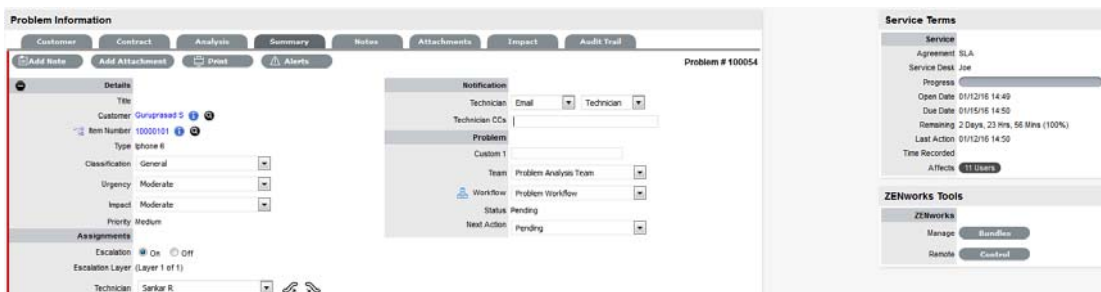 Problem Information
Customer Contract Analysis Summary Notes Attachments Impact Audit Trail
Add Note Add Attachment Print Alerts
Problem # 100054
Details
Title
Customer Guruprasad S
Item Number 10000101
Type Iphone 6
Classification General
Urgency Moderate
Impact Moderate
Priority Medium
Assignments
Escalation On Off
Escalation Layer (Layer 1 of 1)
Technician Sankar R
Notification
Technician Email Technician
Technician CCs
Problem
Custom 1
Team Problem Analysis Team
Workflow Problem Workflow
Status Pending
Next Action Pending
Service Terms
Service
Agreement SLA
Service Desk Joe
Progress
Open Date 01/12/16 14:49
Due Date 01/15/16 14:50
Remaining 2 Days, 23 Hrs, 56 Mins (100%)
Last Action 01/12/16 14:50
Time Recorded
Affects 11 Users
ZENworks Tools
ZENworks
Manage Bundles
Remote Control